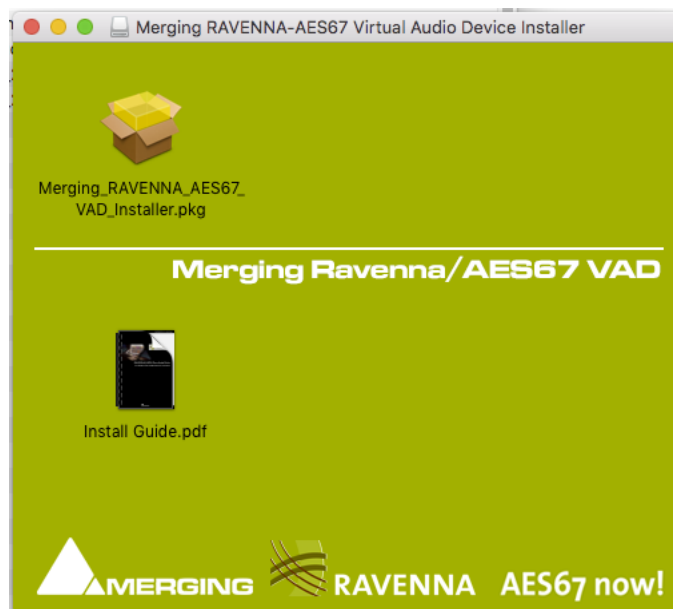 Merging RAVENNA-AES67 Virtual Audio Device Installer
Merging_RAVENNA_AES67_
VAD_Installer.pkg
Merging Ravenna/AES67 VAD
Install Guide.pdf
MERGING RAVENNA AES67 now!